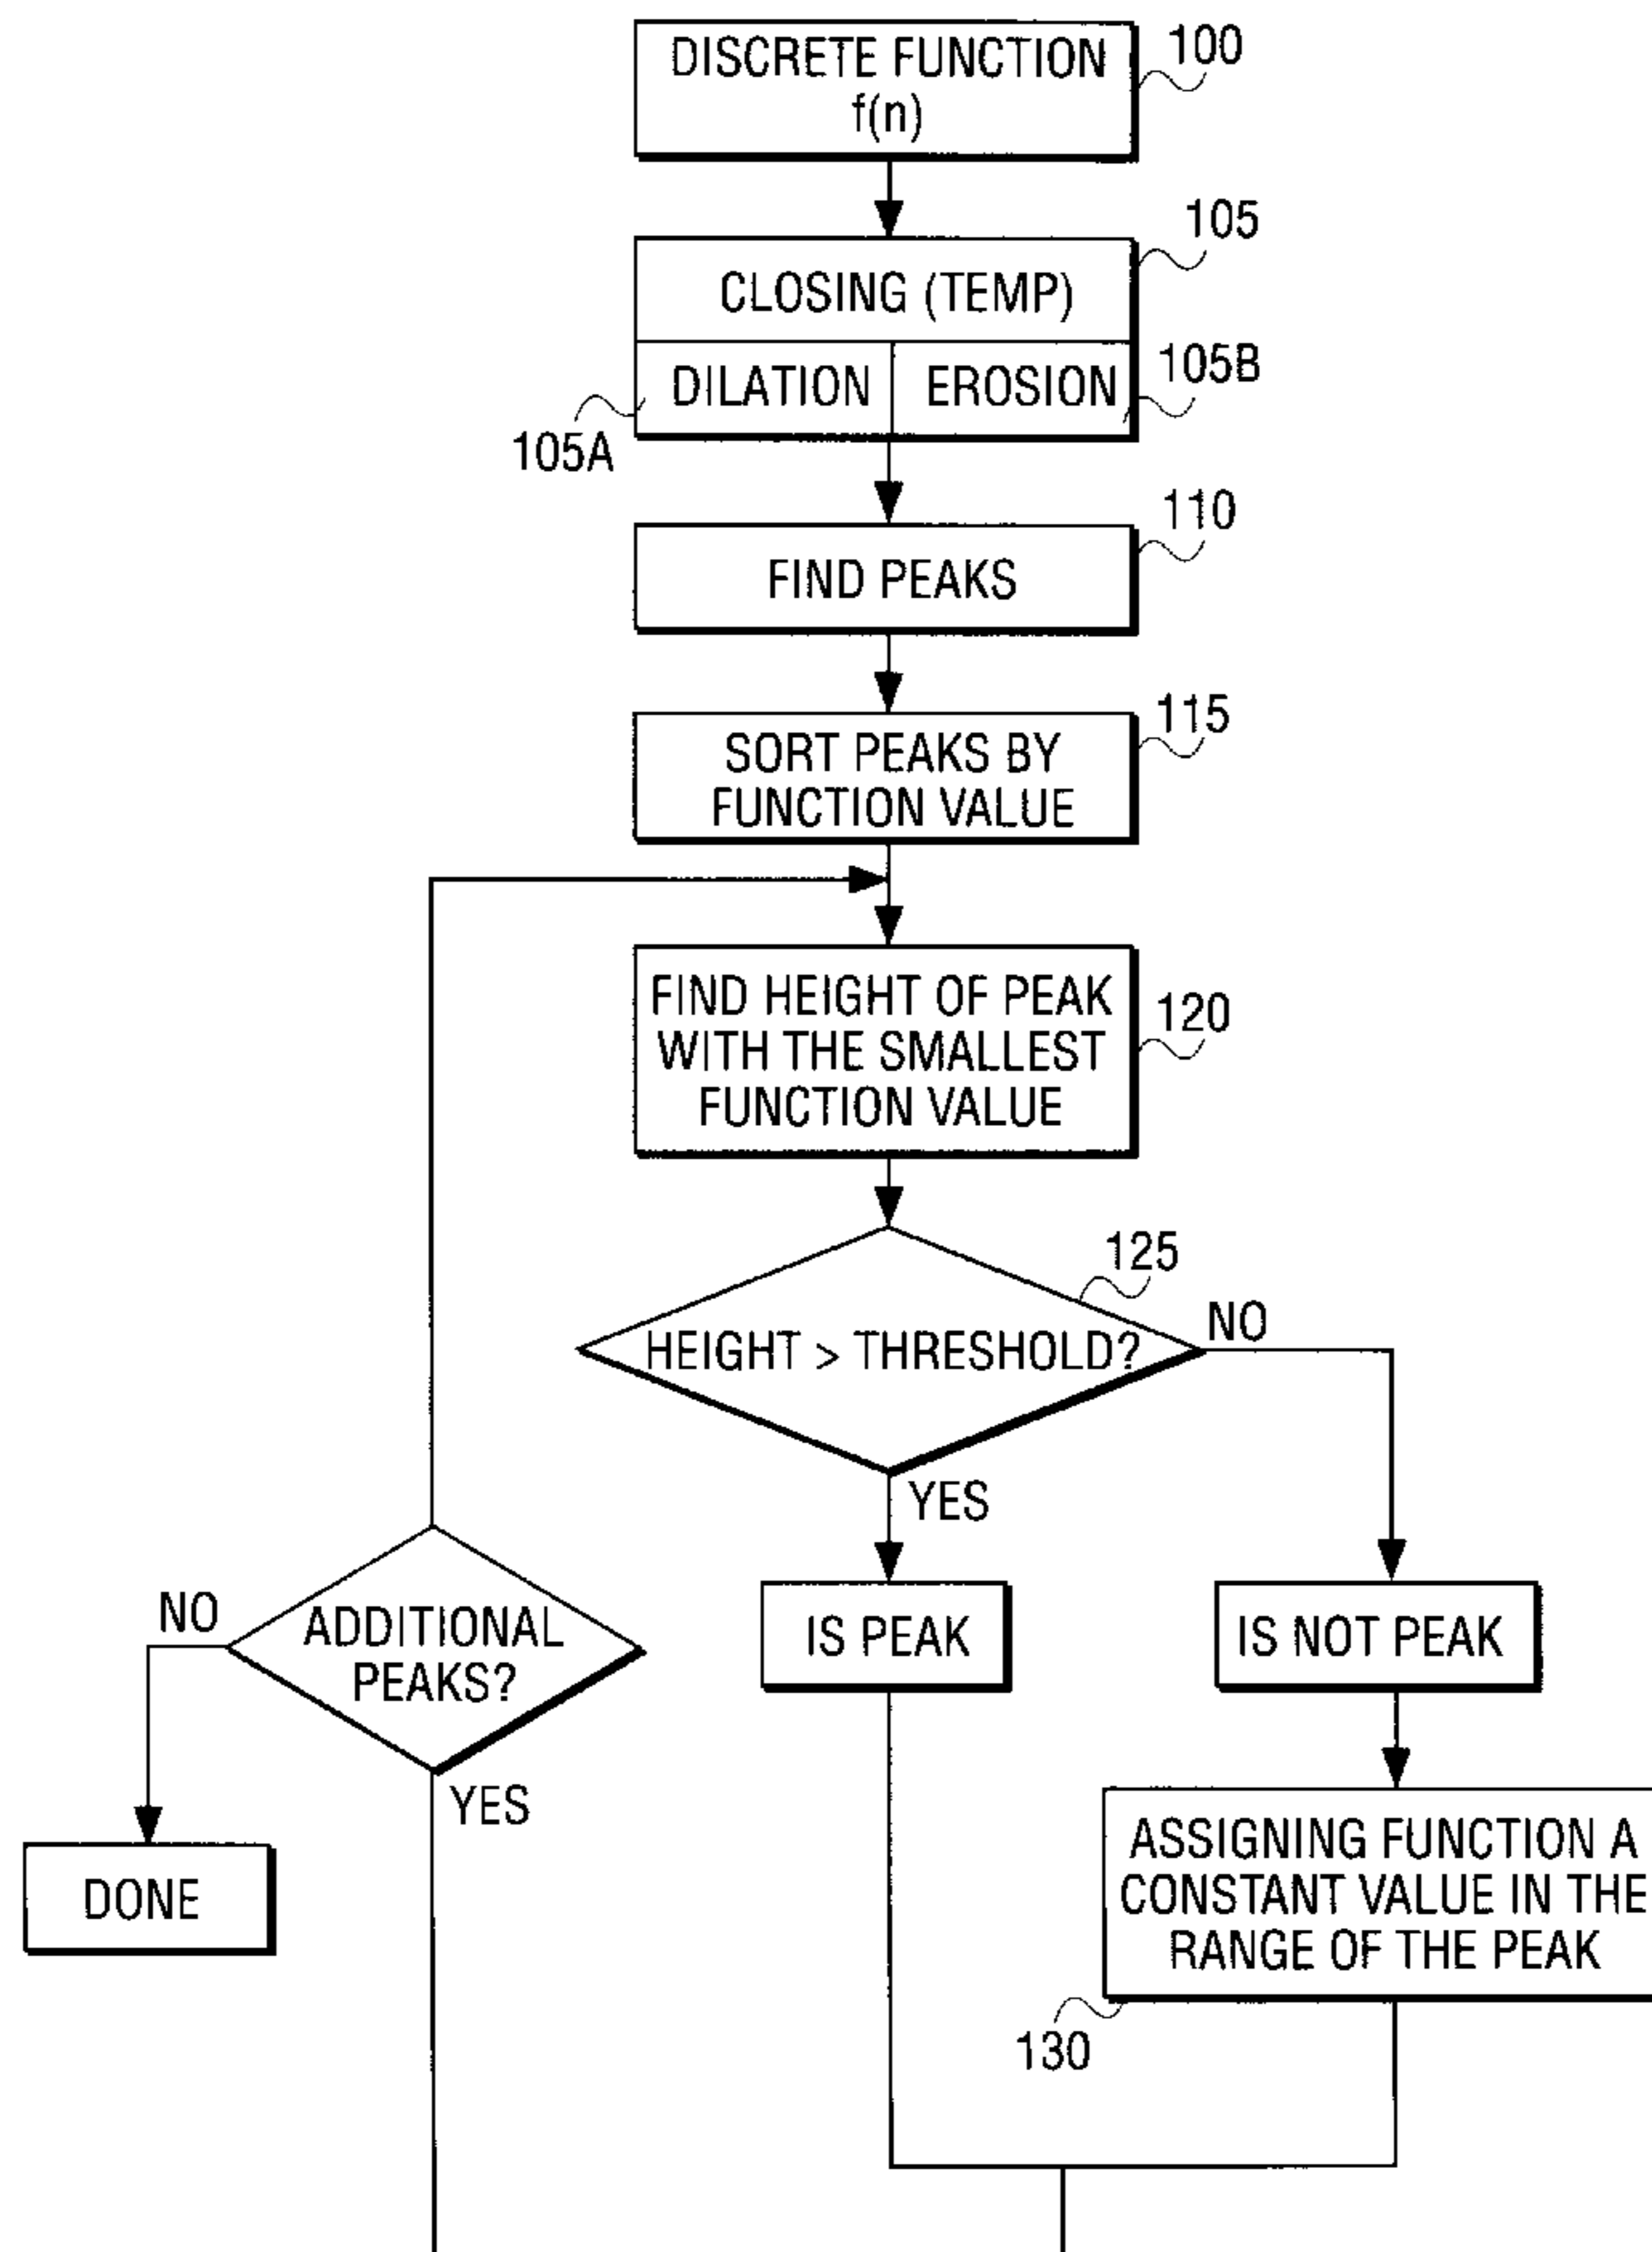 DISCRETE FUNCTION
f(n)
100
CLOSING (TEMP)
105
DILATION
EROSION
105A
105B
FIND PEAKS
110
SORT PEAKS BY
FUNCTION VALUE
115
FIND HEIGHT OF PEAK
WITH THE SMALLEST
FUNCTION VALUE
120
HEIGHT > THRESHOLD?
125
NO
YES
IS PEAK
IS NOT PEAK
ASSIGNING FUNCTION A
CONSTANT VALUE IN THE
RANGE OF THE PEAK
130
ADDITIONAL
PEAKS?
NO
YES
DONE